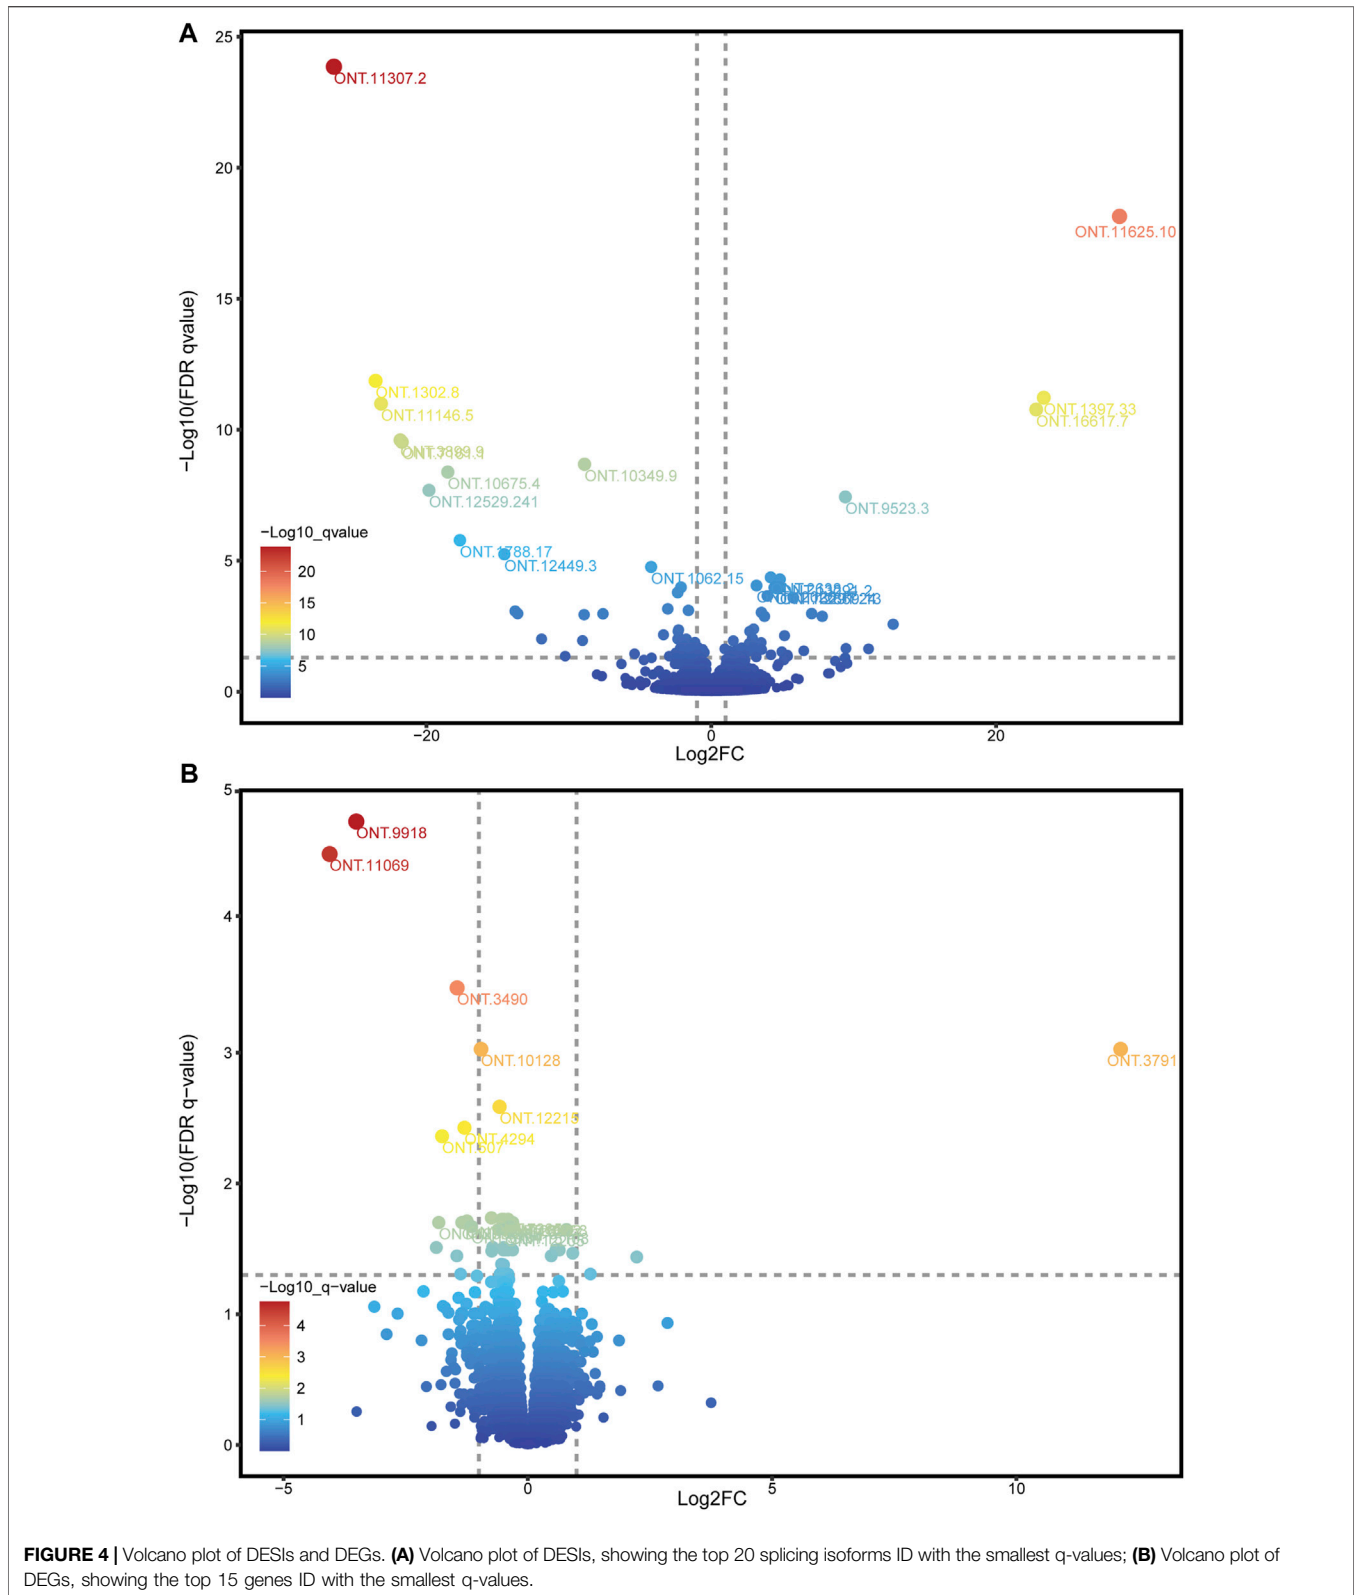 A
25
ONT.11307.2
20
ONT.11625.10
15
−Log10(FDR qvalue)
ONT.1302.8
ONT.1397.33
ONT.11146.5
ONT.16617.7
10
ONT.10349.9
ONT.10675.4
ONT.12529.241
ONT.9523.3
−Log10_qvalue
ONT.1788.17
5
ONT.12449.3
ONT.1062.15
20
15
10
5
0
−20
0
20
Log2FC
B
5
ONT.9918
ONT.11069
4
ONT.3490
3
ONT.10128
ONT.3791
−Log10(FDR q−value)
ONT.12215
ONT.4294
ONT.607
2
−Log10_q−value
1
4
3
2
1
0
−5
0
5
10
Log2FC
FIGURE 4 | Volcano plot of DESIs and DEGs. (A) Volcano plot of DESIs, showing the top 20 splicing isoforms ID with the smallest q-values; (B) Volcano plot of
DEGs, showing the top 15 genes ID with the smallest q-values.